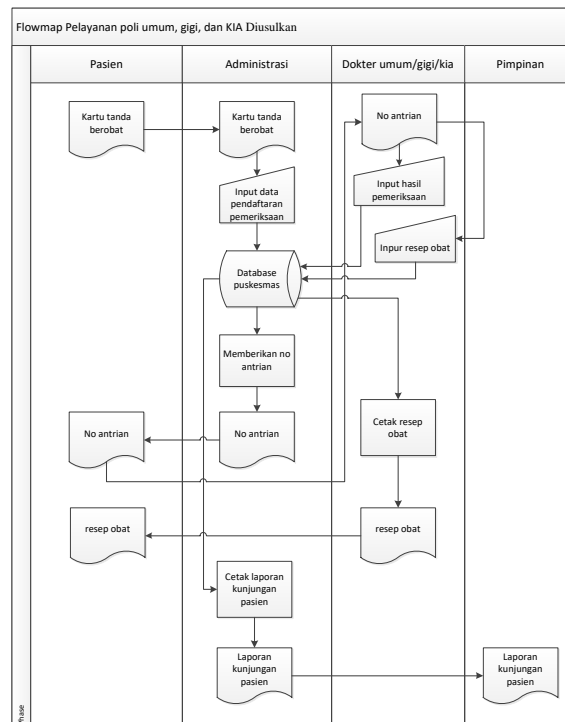 Flowmap Pelayanan poli umum, gigi, dan KIA Diusulkan
Pasien
Administrasi
Dokter umum/gigi/kia
Pimpinan
Kartu tanda
berobat
Kartu tanda
berobat
No antrian
Input data
pendaftaran
pemeriksaan
Input hasil
pemeriksaan
Inpur resep obat
Database
puskesmas
Memberikan no
antrian
No antrian
No antrian
Cetak resep
obat
resep obat
resep obat
Cetak laporan
kunjungan
pasien
Laporan
kunjungan
pasien
Laporan
kunjungan
pasien
Phase